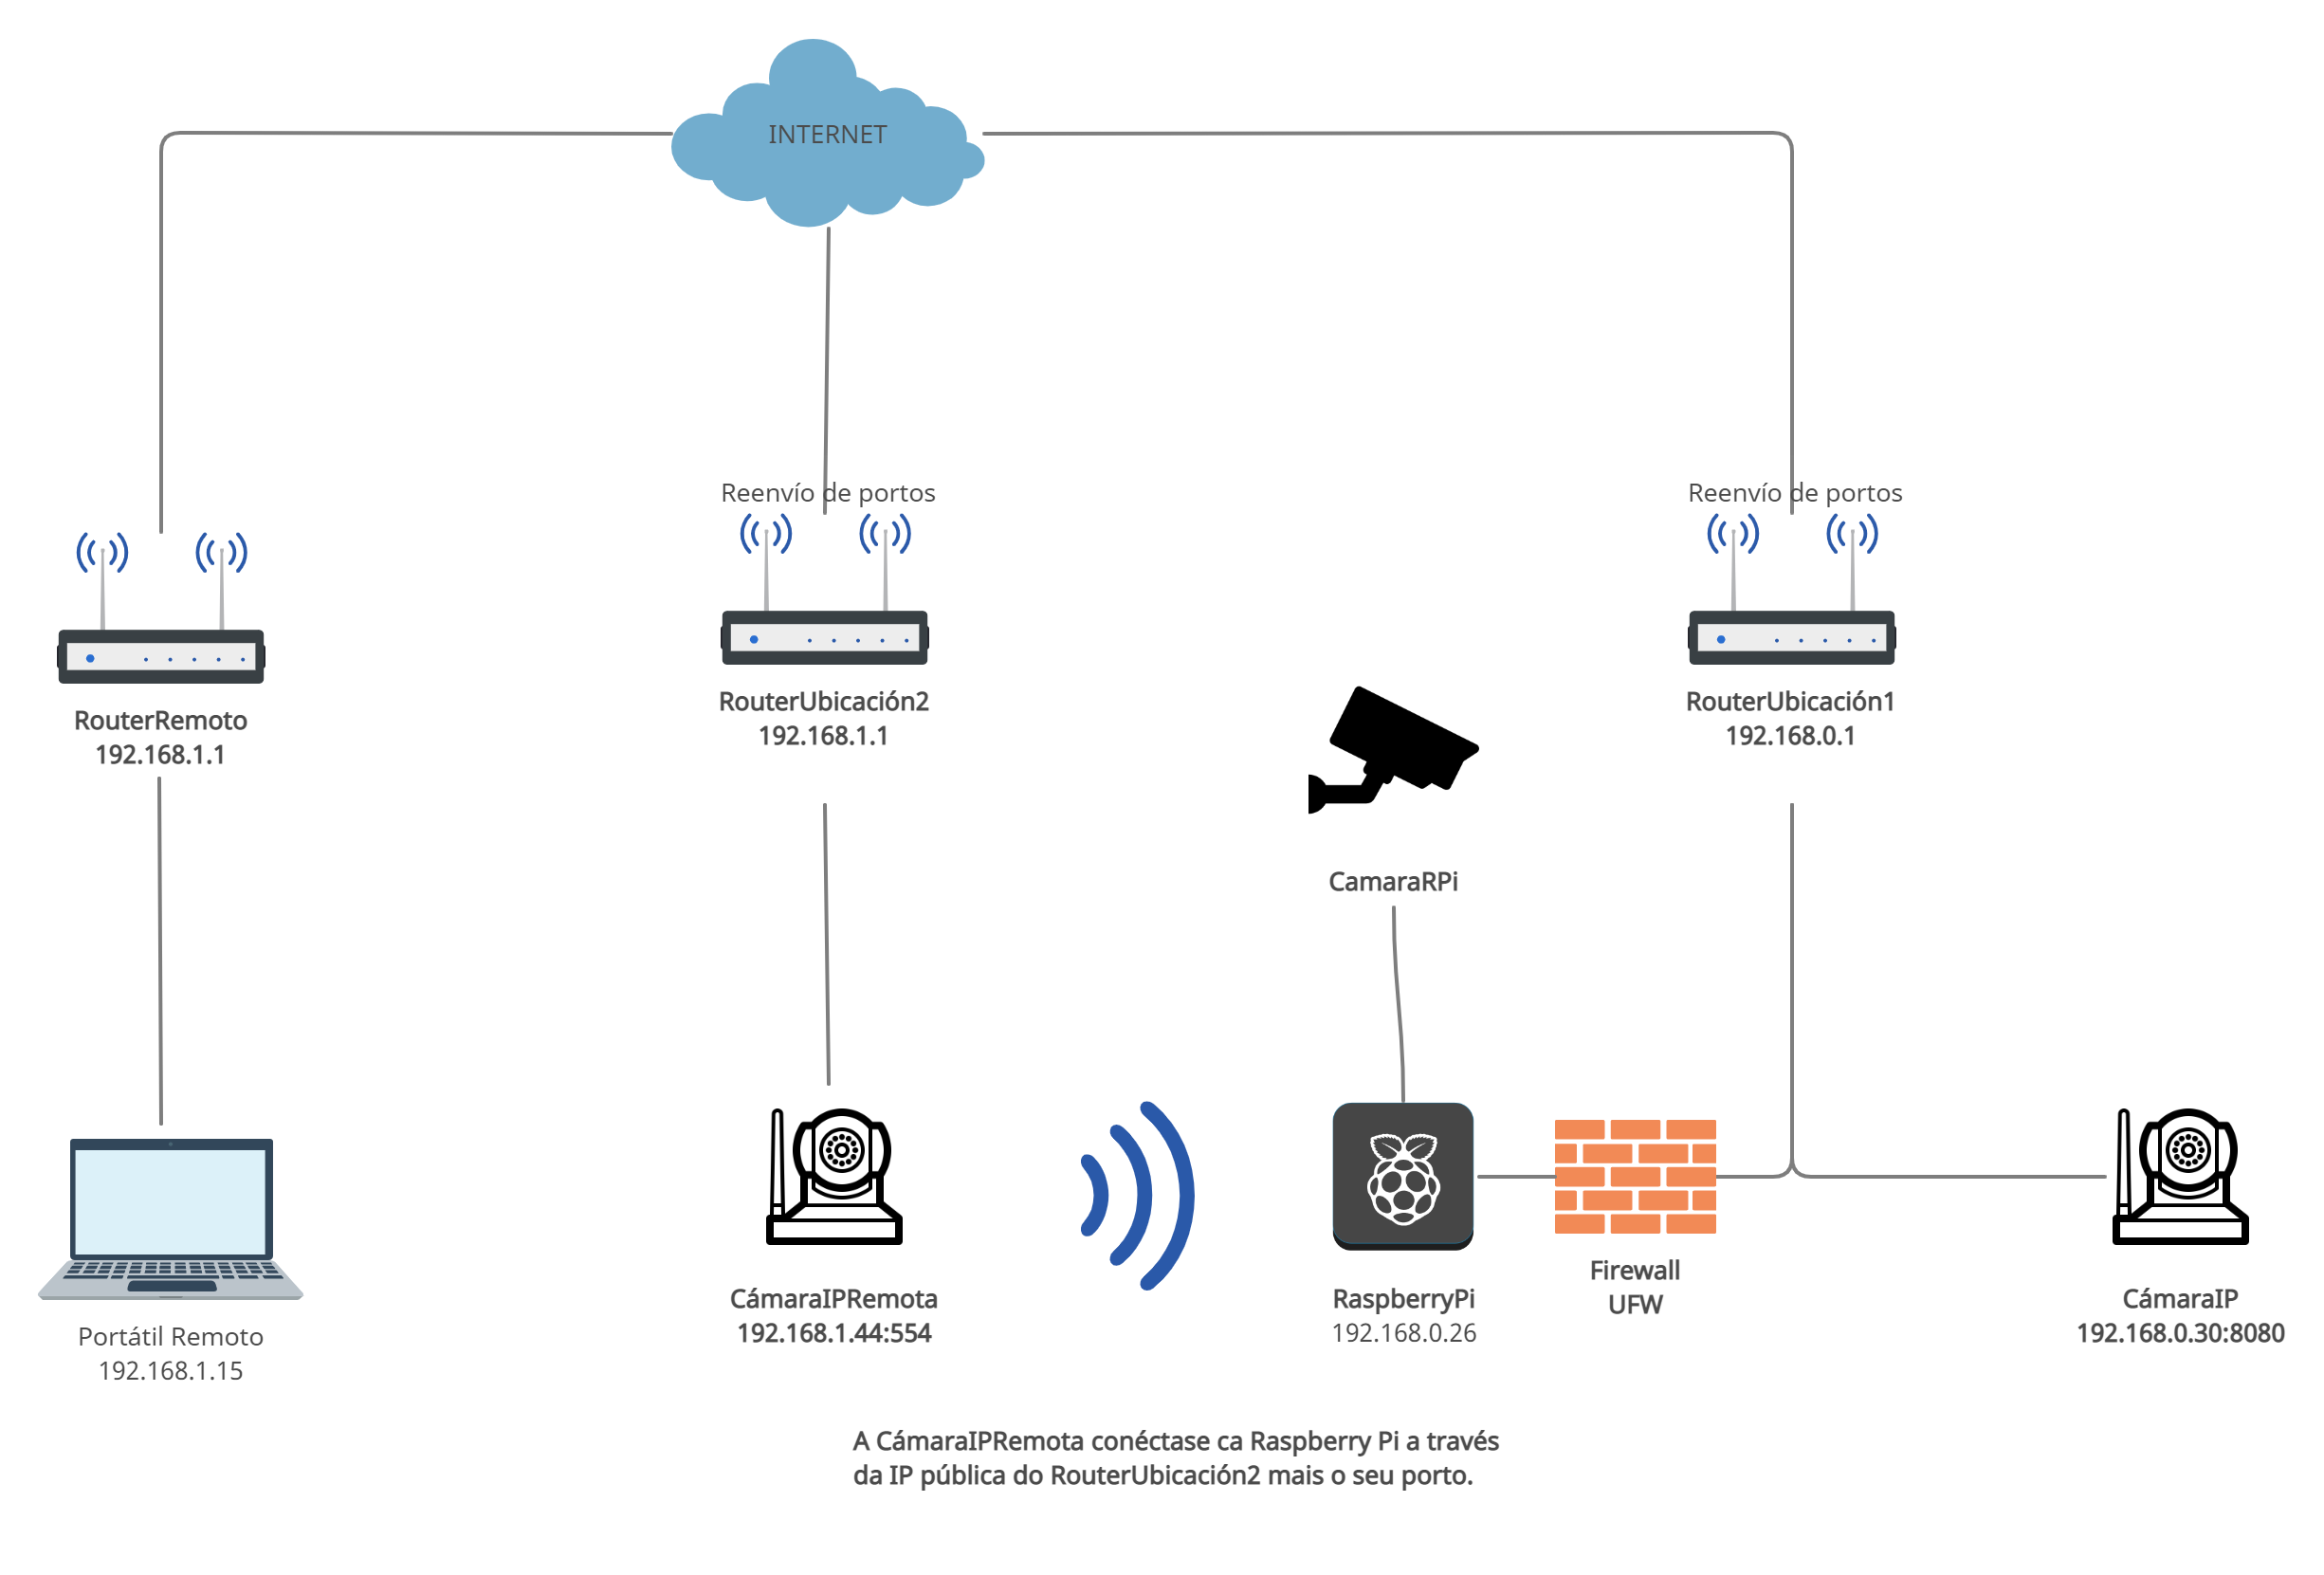 INTERNET
Reenvío de portos
Reenvío de portos
RouterRemoto
192.168.1.1
RouterUbicación2
192.168.1.1
RouterUbicación1
192.168.0.1
CamaraRPi
Portátil Remoto
192.168.1.15
CámaraIPRemota
192.168.1.44:554
RaspberryPi
192.168.0.26
Firewall
UFW
CámaraIP
192.168.0.30:8080
A CámaraIPRemota conéctase ca Raspberry Pi a través
da IP pública do RouterUbicación2 mais o seu porto.